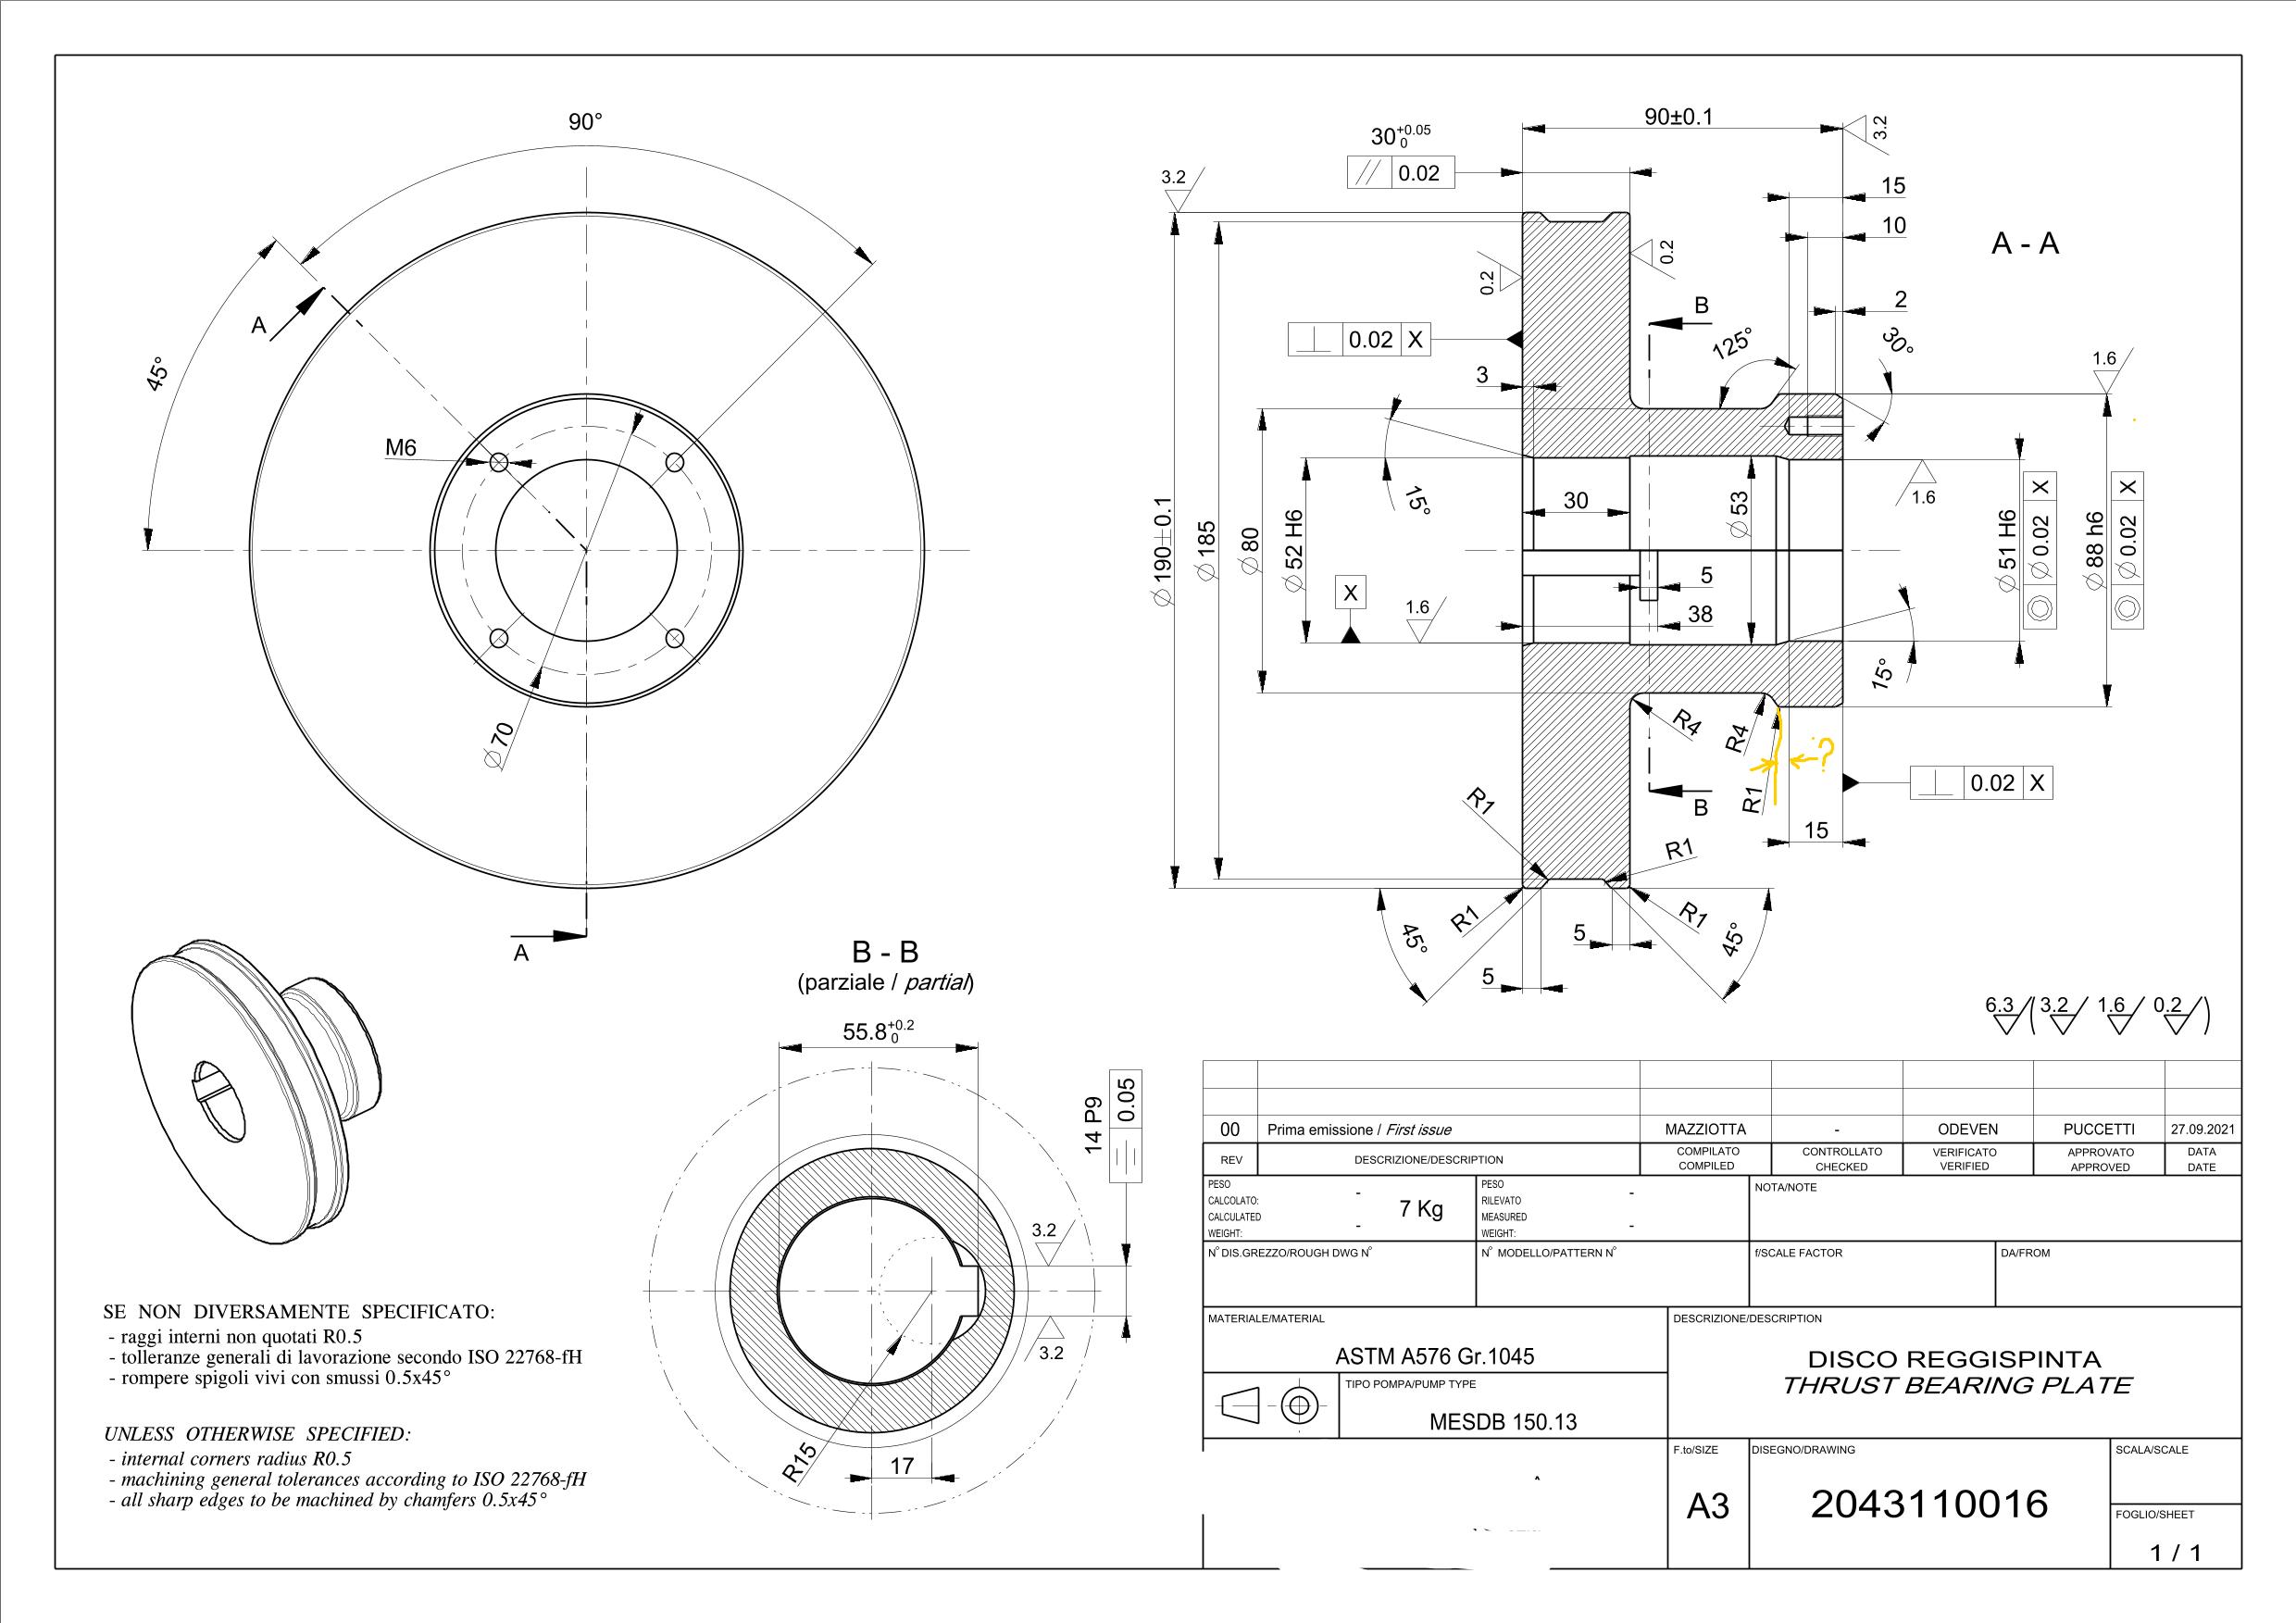 90°
45°
A
M6
Ø 70
A
90±0.1
3.2
30 +0.05 0
// 0.02
3.2
15
10
A - A
0.2
0.2
2
B
125°
30°
1.6
⊥ 0.02 X
3
15°
30
Ø 53
1.6
Ø 190±0.1
Ø 185
Ø 80
Ø 52 H6
Ø 51 H6
◎ Ø 0.02 X
Ø 88 h6
◎ Ø 0.02 X
X
1.6
5
38
15°
R4
R4
R1
?
⊥ 0.02 X
B
15
R1
R1
R1
R1
45°
45°
5
5
B - B
(parziale / partial)
55.8 +0.2 0
14 P9
0.05
3.2
3.2
R15
17
6.3 ( 3.2 1.6 0.2 )
SE NON DIVERSAMENTE SPECIFICATO:
- raggi interni non quotati R0.5
- tolleranze generali di lavorazione secondo ISO 22768-fH
- rompere spigoli vivi con smussi 0.5x45°
UNLESS OTHERWISE SPECIFIED:
- internal corners radius R0.5
- machining general tolerances according to ISO 22768-fH
- all sharp edges to be machined by chamfers 0.5x45°
00 Prima emissione / First issue MAZZIOTTA - ODEVEN PUCCETTI 27.09.2021
REV DESCRIZIONE/DESCRIPTION COMPILATO COMPILED CONTROLLATO CHECKED VERIFICATO VERIFIED APPROVATO APPROVED DATA DATE
PESO CALCOLATO: CALCULATED WEIGHT: - - 7 Kg
PESO RILEVATO MEASURED WEIGHT: - -
NOTA/NOTE
N° DIS.GREZZO/ROUGH DWG N°
N° MODELLO/PATTERN N°
f/SCALE FACTOR
DA/FROM
MATERIALE/MATERIAL
ASTM A576 Gr.1045
DESCRIZIONE/DESCRIPTION
DISCO REGGISPINTA
THRUST BEARING PLATE
TIPO POMPA/PUMP TYPE
MESDB 150.13
F.to/SIZE
A3
DISEGNO/DRAWING
2043110016
SCALA/SCALE
FOGLIO/SHEET
1 / 1